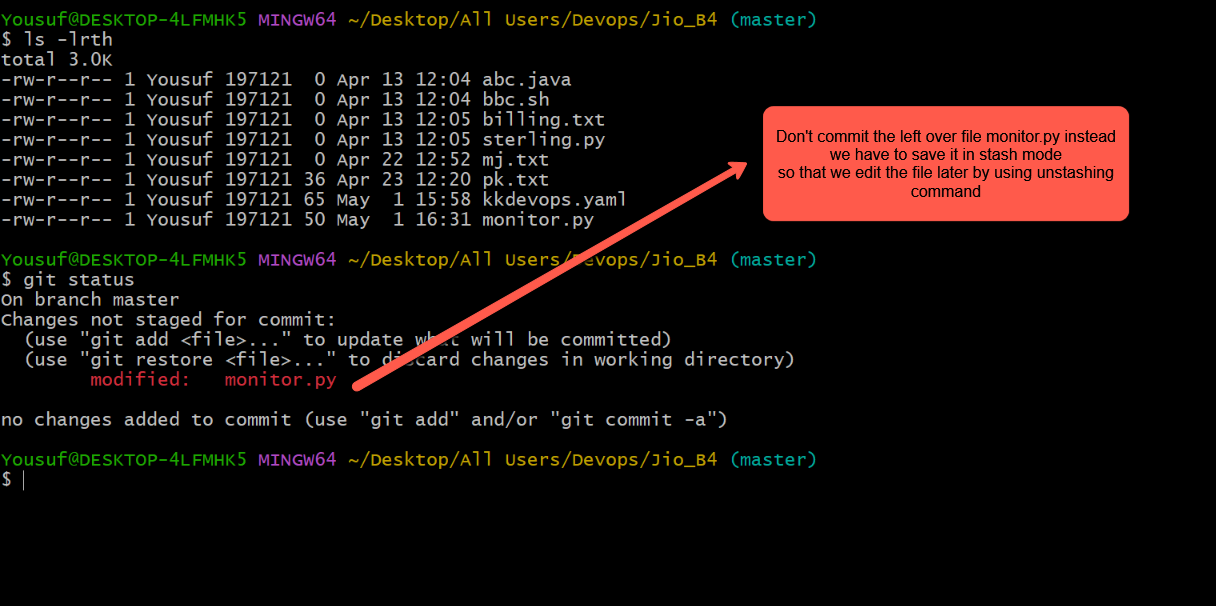 Yousuf@DESKTOP-4LFMHK5 MINGW64 ~/Desktop/All Users/Devops/Jio_B4 (master)
$ ls -lrth
total 3.0K
-rw-r--r-- 1 Yousuf 197121  0 Apr 13 12:04 abc.java
-rw-r--r-- 1 Yousuf 197121  0 Apr 13 12:04 bbc.sh
-rw-r--r-- 1 Yousuf 197121  0 Apr 13 12:05 billing.txt
-rw-r--r-- 1 Yousuf 197121  0 Apr 13 12:05 sterling.py
-rw-r--r-- 1 Yousuf 197121  0 Apr 22 12:52 mj.txt
-rw-r--r-- 1 Yousuf 197121 36 Apr 23 12:20 pk.txt
-rw-r--r-- 1 Yousuf 197121 65 May  1 15:58 kkdevops.yaml
-rw-r--r-- 1 Yousuf 197121 50 May  1 16:31 monitor.py
Don't commit the left over file monitor.py instead
we have to save it in stash mode
so that we edit the file later by using unstashing
command
Yousuf@DESKTOP-4LFMHK5 MINGW64 ~/Desktop/All Users/Devops/Jio_B4 (master)
$ git status
On branch master
Changes not staged for commit:
  (use "git add <file>..." to update what will be committed)
  (use "git restore <file>..." to discard changes in working directory)
        modified:   monitor.py
no changes added to commit (use "git add" and/or "git commit -a")
Yousuf@DESKTOP-4LFMHK5 MINGW64 ~/Desktop/All Users/Devops/Jio_B4 (master)
$